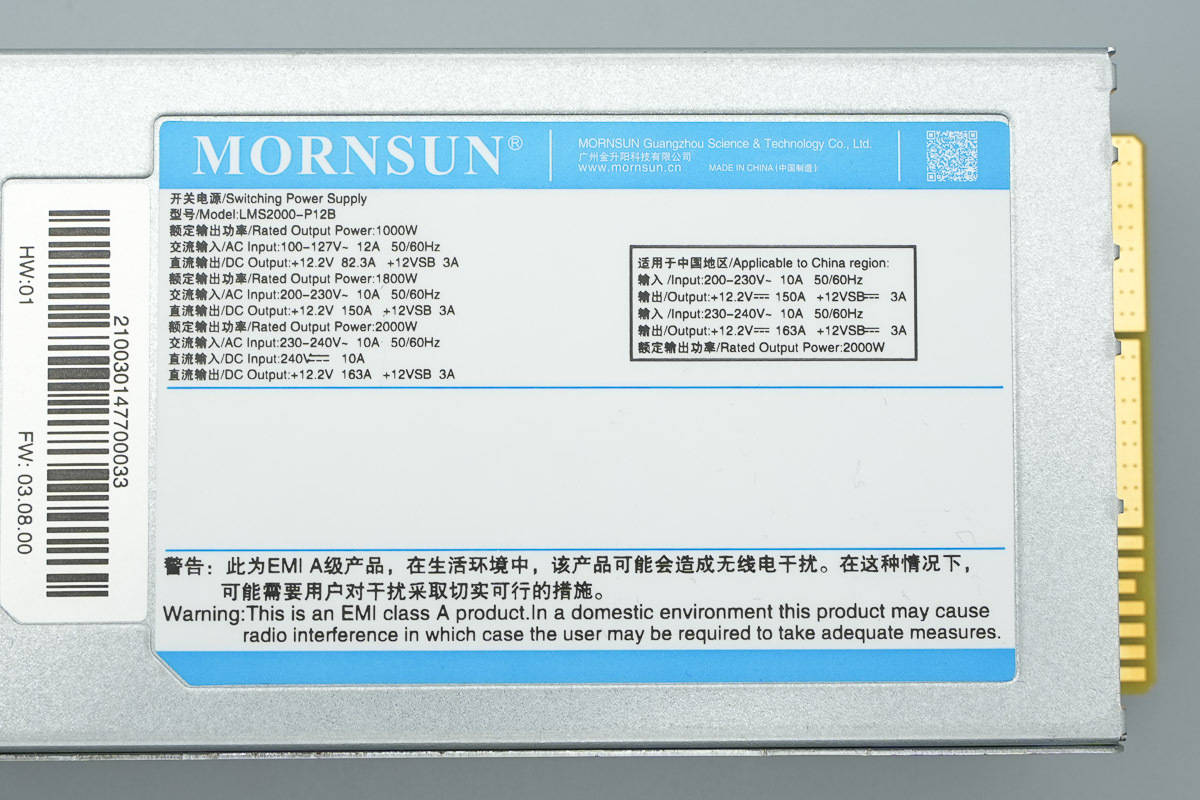 MORNSUN®
MORNSUN Guangzhou Science & Technology Co., Ltd.
广州金升阳科技有限公司
www.mornsun.cn MADE IN CHINA (中国制造)
开关电源/Switching Power Supply
型号/Model:LMS2000-P12B
额定输出功率/Rated Output Power:1000W
交流输入/AC Input:100-127V~ 12A 50/60Hz
直流输出/DC Output:+12.2V 82.3A +12VSB 3A
额定输出功率/Rated Output Power:1800W
交流输入/AC Input:200-230V~ 10A 50/60Hz
直流输出/DC Output:+12.2V 150A +12VSB 3A
额定输出功率/Rated Output Power:2000W
交流输入/AC Input:230-240V~ 10A 50/60Hz
直流输入/DC Input:240V⎓ 10A
直流输出/DC Output:+12.2V 163A +12VSB 3A
适用于中国地区/Applicable to China region:
输入 /Input:200-230V~ 10A 50/60Hz
输出/Output:+12.2V⎓ 150A +12VSB⎓ 3A
输入 /Input:230-240V~ 10A 50/60Hz
输出/Output:+12.2V⎓ 163A +12VSB⎓ 3A
额定输出功率/Rated Output Power:2000W
警告：此为EMI A级产品，在生活环境中，该产品可能会造成无线电干扰。在这种情况下，
可能需要用户对干扰采取切实可行的措施。
Warning:This is an EMI class A product.In a domestic environment this product may cause
radio interference in which case the user may be required to take adequate measures.
210030147700033
HW:01
FW: 03.08.00